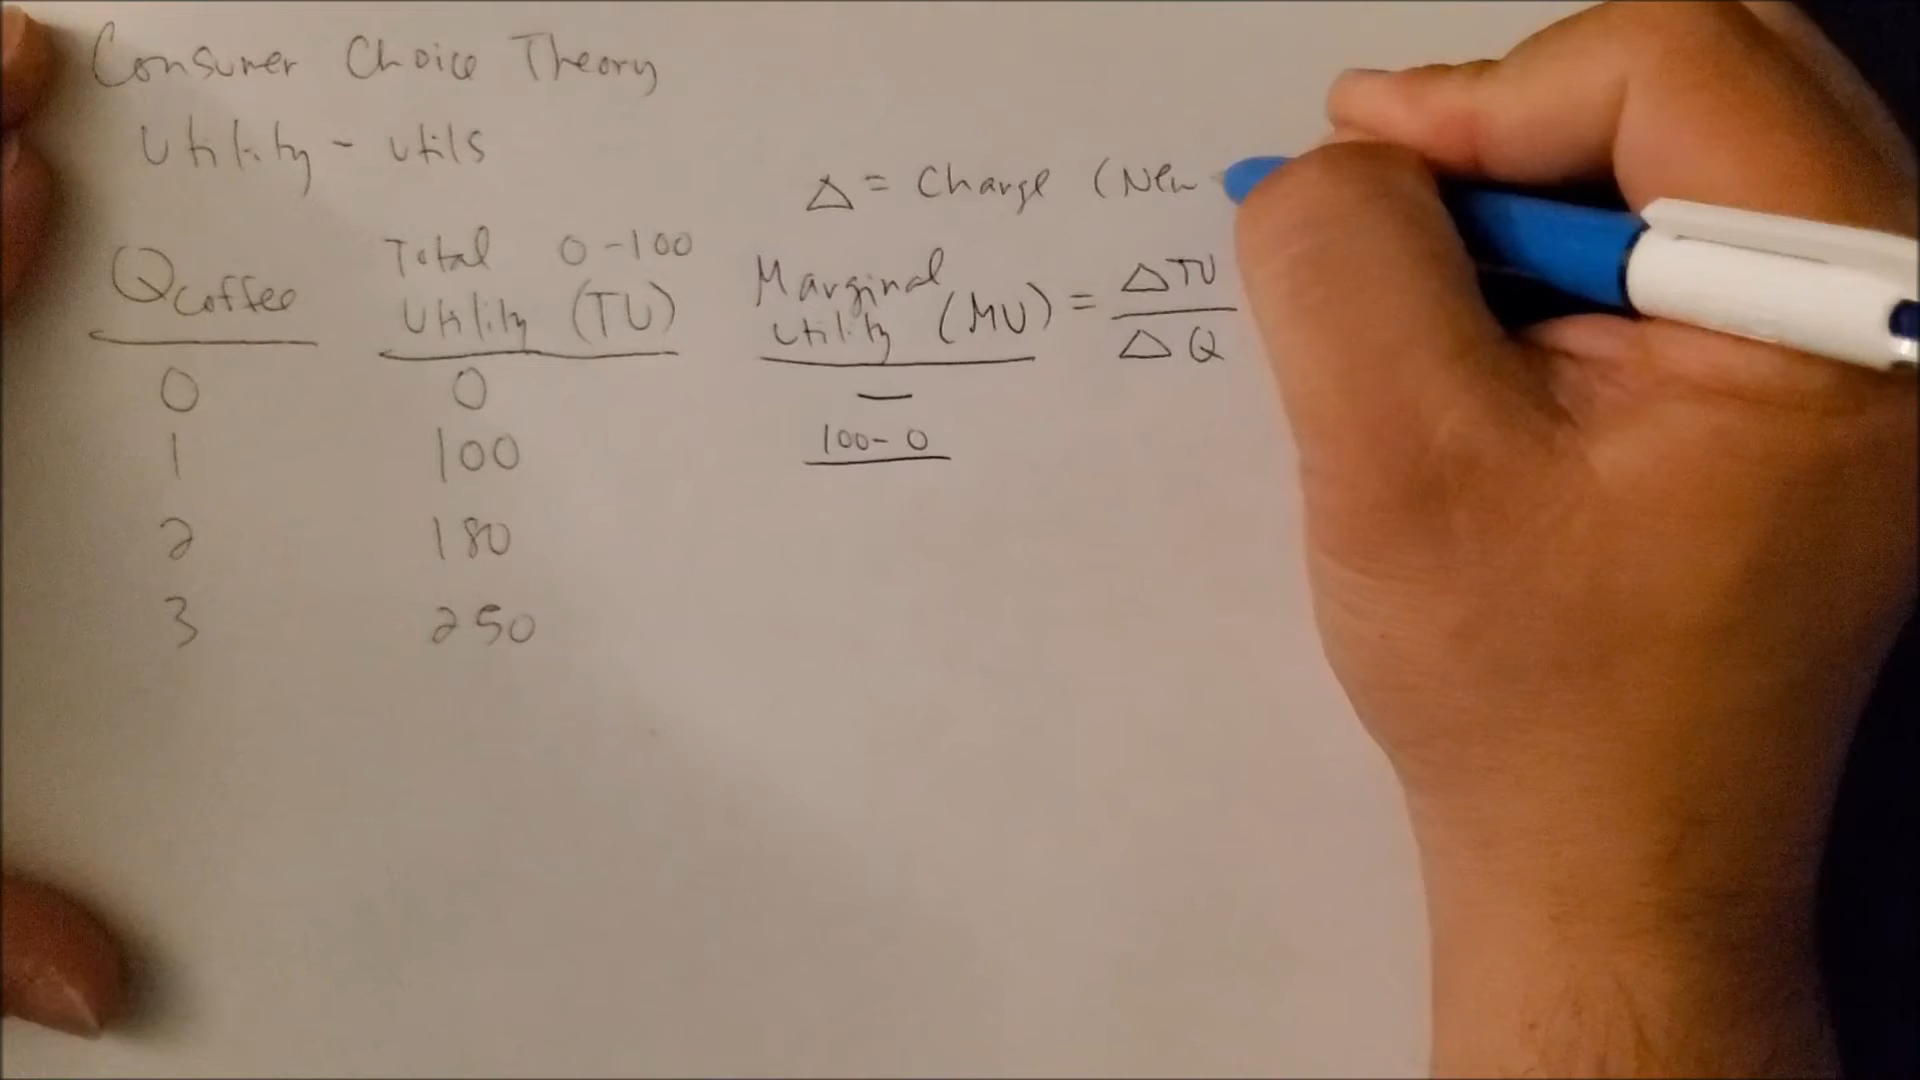 Consumer Choice Theory
Utility - utils
Δ = Change (New
Qcoffee
Total 0-100
Utility (TU)
Marginal
Utility (MU) = ΔTU
ΔQ
0 0 —
1 100 100-0
2 180
3 250